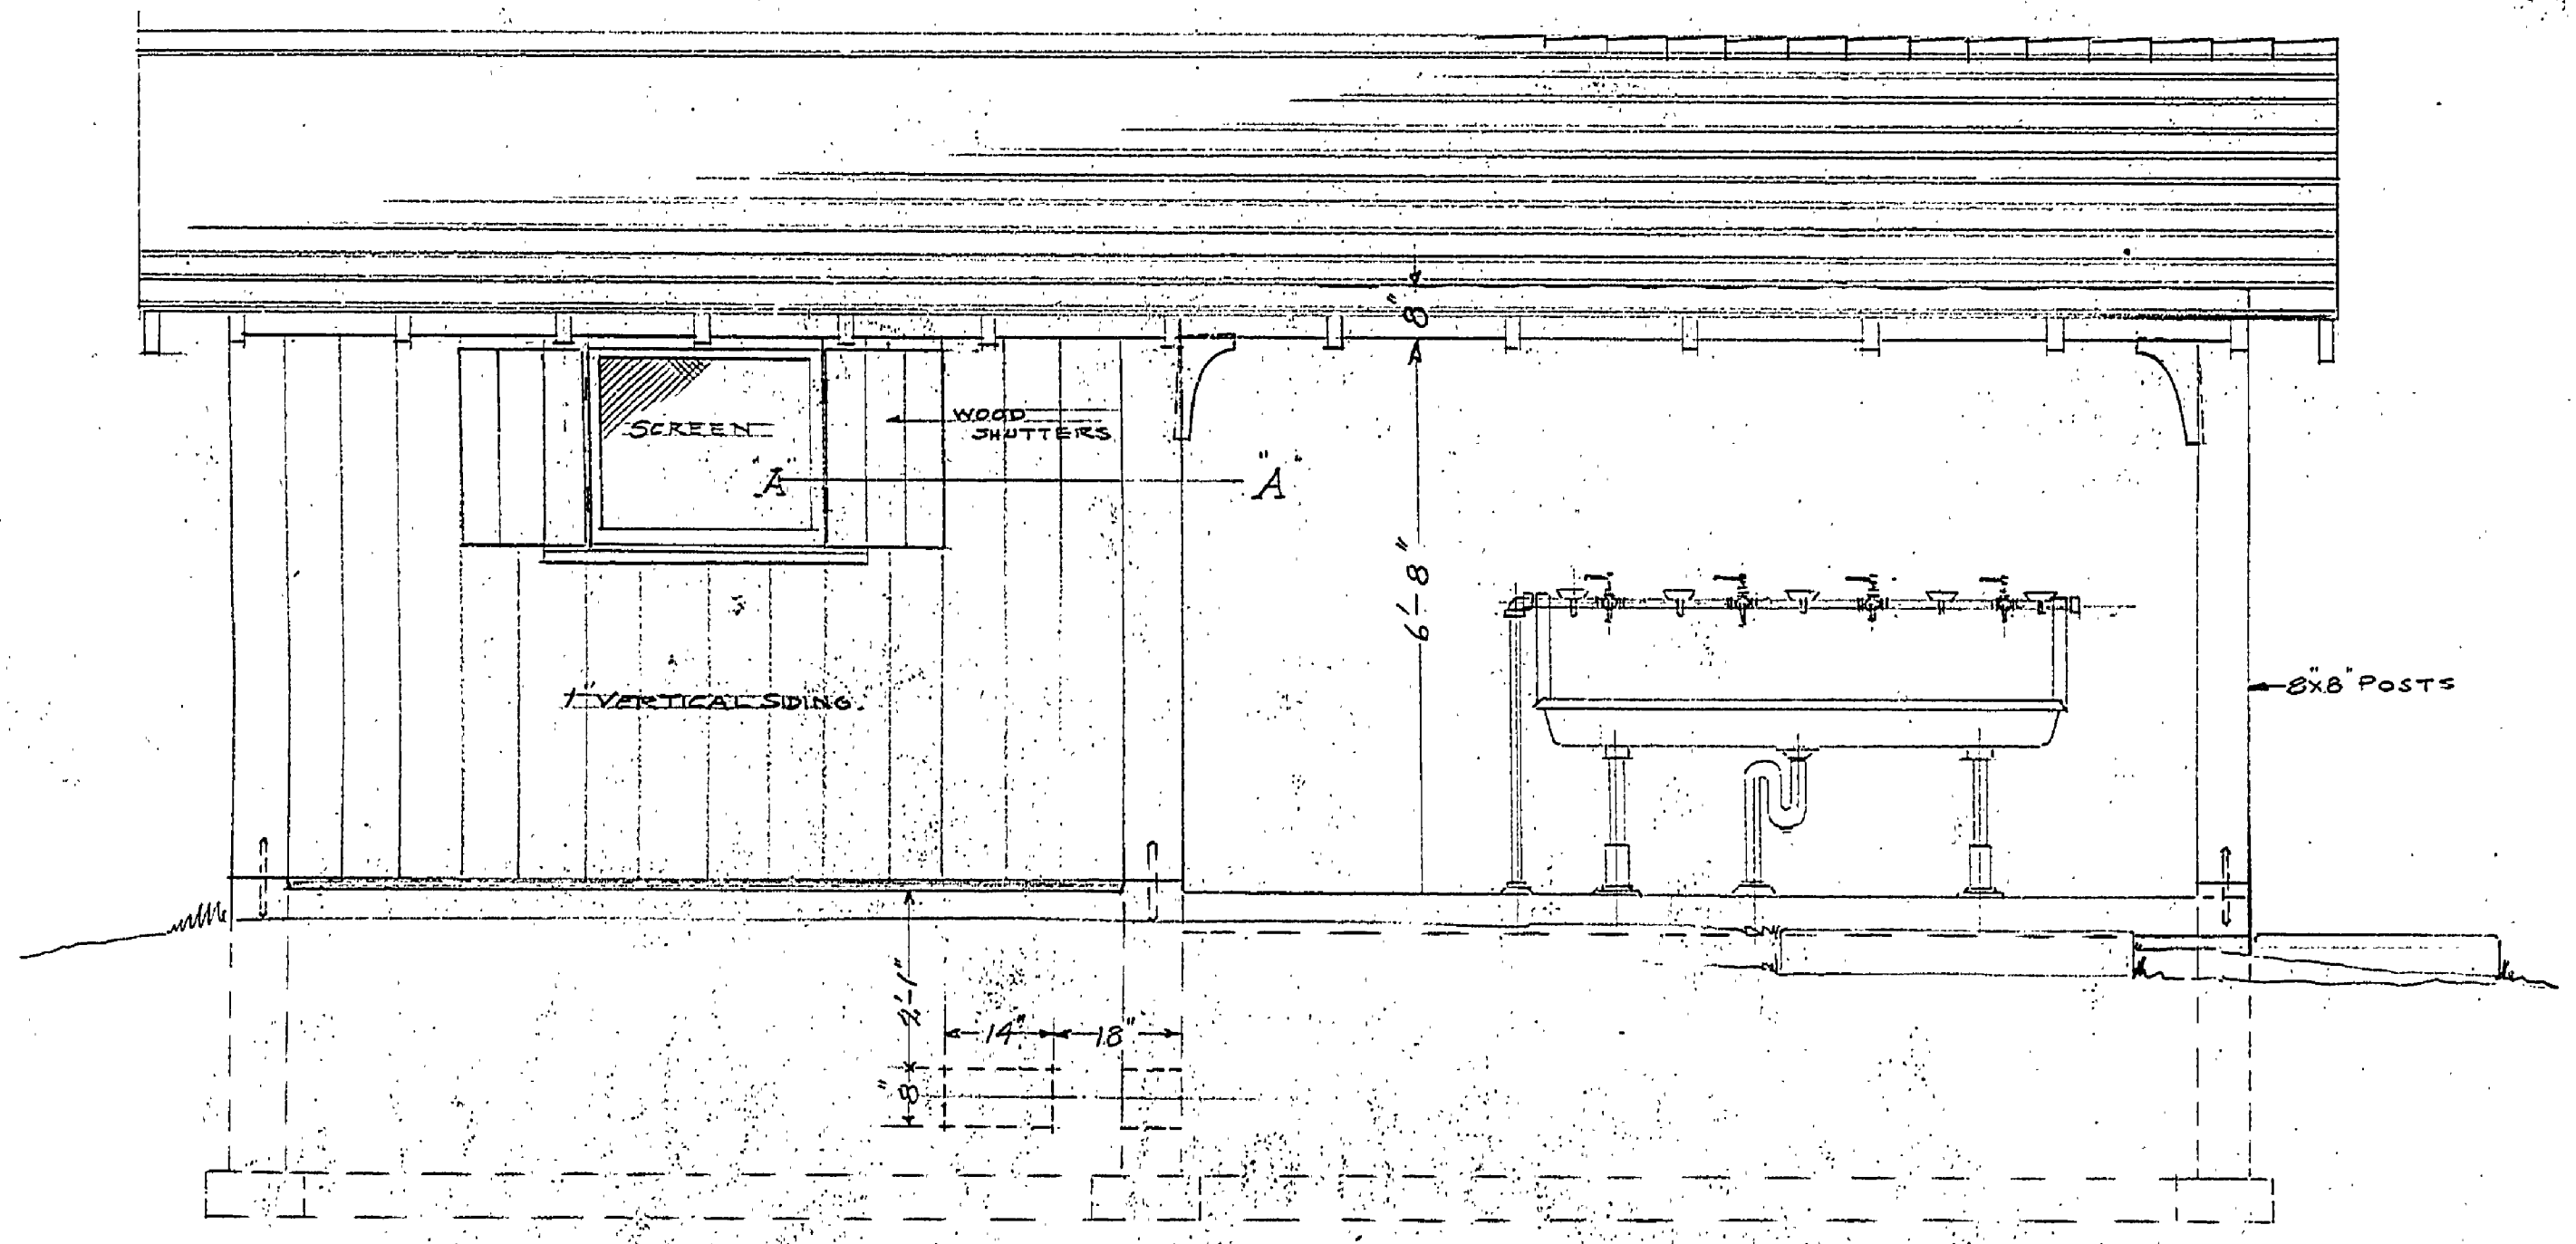 8"
SCREEN
WOOD
SHUTTERS
"A" "A"
6'-8"
1" VERTICAL SIDING.
8"x8" POSTS
2'-1"
14" 18"
8"